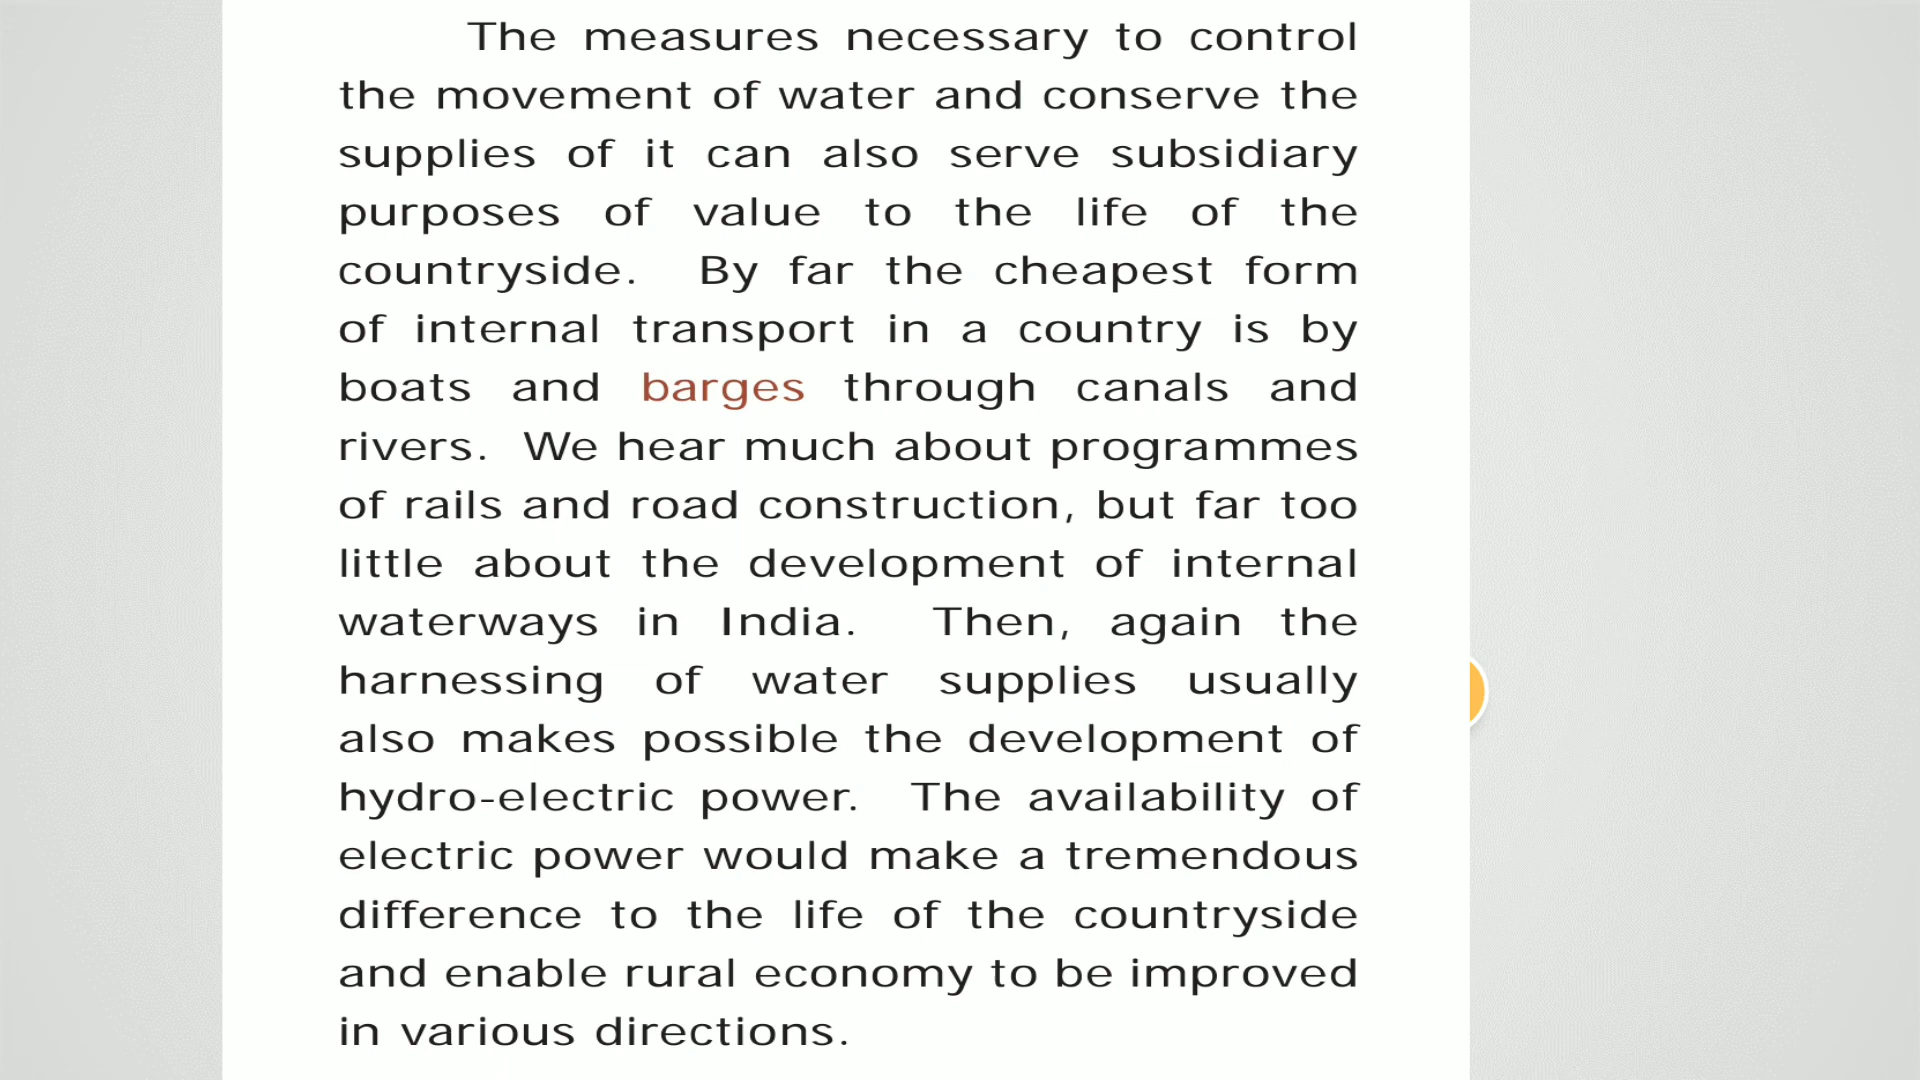 The measures necessary to control
the movement of water and conserve the
supplies of it can also serve subsidiary
purposes of value to the life of the
countryside. By far the cheapest form
of internal transport in a country is by
boats and barges through canals and
rivers. We hear much about programmes
of rails and road construction, but far too
little about the development of internal
waterways in India. Then, again the
harnessing of water supplies usually
also makes possible the development of
hydro-electric power. The availability of
electric power would make a tremendous
difference to the life of the countryside
and enable rural economy to be improved
in various directions.